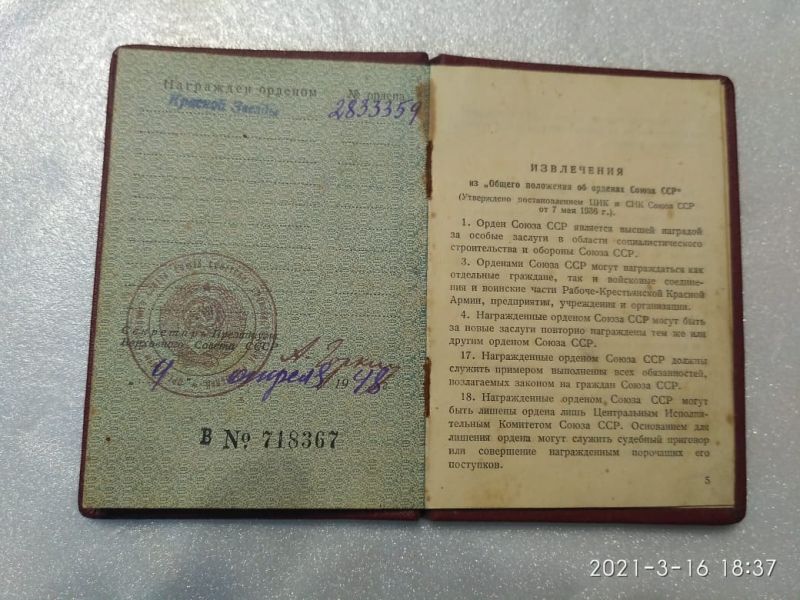 Награжден орденом № ордена
Красной Звезды 2833359
Секретарь Президиума
Верховного Совета СССР
" 9 " апреля 1948
В № 718367
ИЗВЛЕЧЕНИЯ
из „Общего положения об орденах Союза ССР"
(Утверждено постановлением ЦИК и СНК Союза ССР
от 7 мая 1936 г.).
1. Орден Союза ССР является высшей наградой
за особые заслуги в области социалистического
строительства и обороны Союза ССР.
3. Орденами Союза ССР могут награждаться как
отдельные граждане, так и войсковые соедине-
ния и воинские части Рабоче-Крестьянской Красной
Армии, предприятия, учреждения и организации.
4. Награжденные орденом Союза ССР могут быть
за новые заслуги повторно награждены тем же или
другим орденом Союза ССР.
17. Награжденные орденом Союза ССР должны
служить примером выполнения всех обязанностей,
возлагаемых законом на граждан Союза ССР.
18. Награжденные орденом Союза ССР могут
быть лишены ордена лишь Центральным Исполни-
тельным Комитетом Союза ССР. Основанием для
лишения ордена могут служить судебный приговор
или совершение награжденным порочащих его
поступков.
5
2021-3-16 18:37